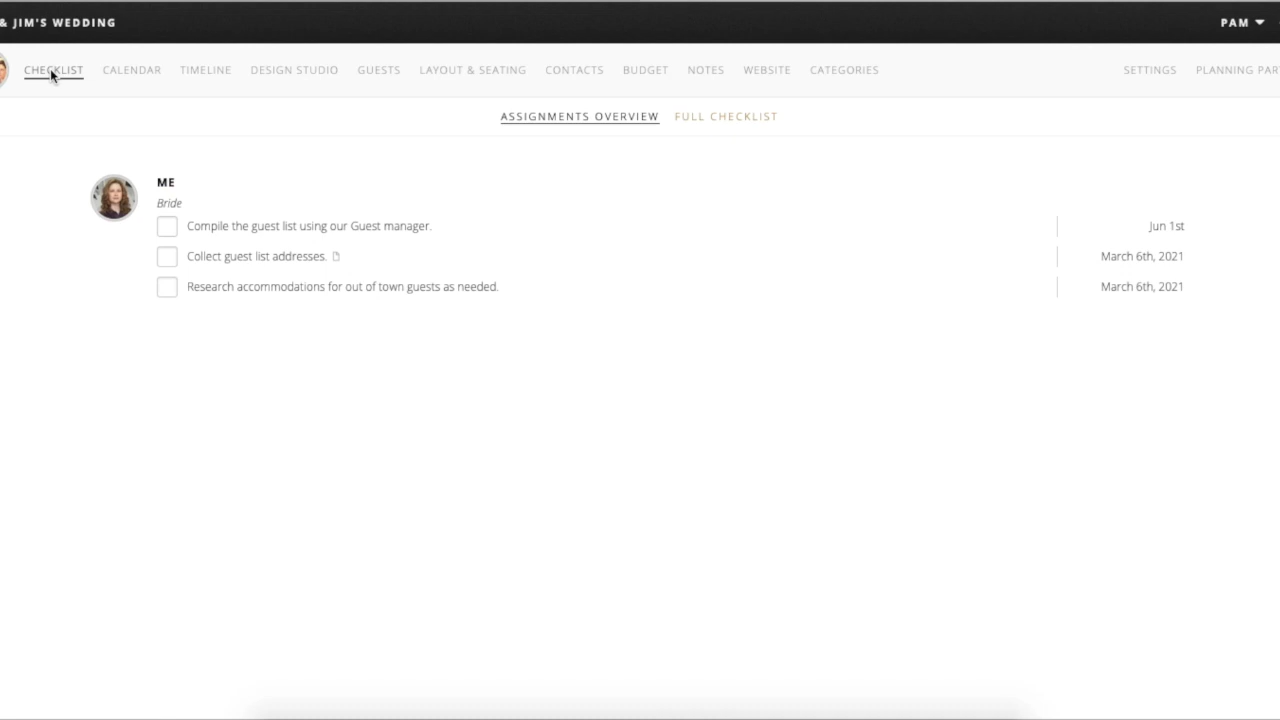 & JIM'S WEDDING PAM
CHECKLIST CALENDAR TIMELINE DESIGN STUDIO GUESTS LAYOUT & SEATING CONTACTS BUDGET NOTES WEBSITE CATEGORIES SETTINGS PLANNING PAR
ASSIGNMENTS OVERVIEW FULL CHECKLIST
ME
Bride
Compile the guest list using our Guest manager. Jun 1st
Collect guest list addresses. March 6th, 2021
Research accommodations for out of town guests as needed. March 6th, 2021